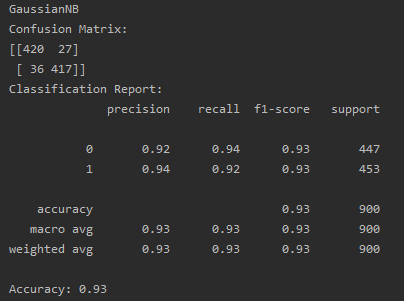 GaussianNB
Confusion Matrix:
[[420  27]
 [ 36 417]]
Classification Report:
              precision    recall  f1-score   support

           0       0.92      0.94      0.93       447
           1       0.94      0.92      0.93       453

    accuracy                           0.93       900
   macro avg       0.93      0.93      0.93       900
weighted avg       0.93      0.93      0.93       900

Accuracy: 0.93